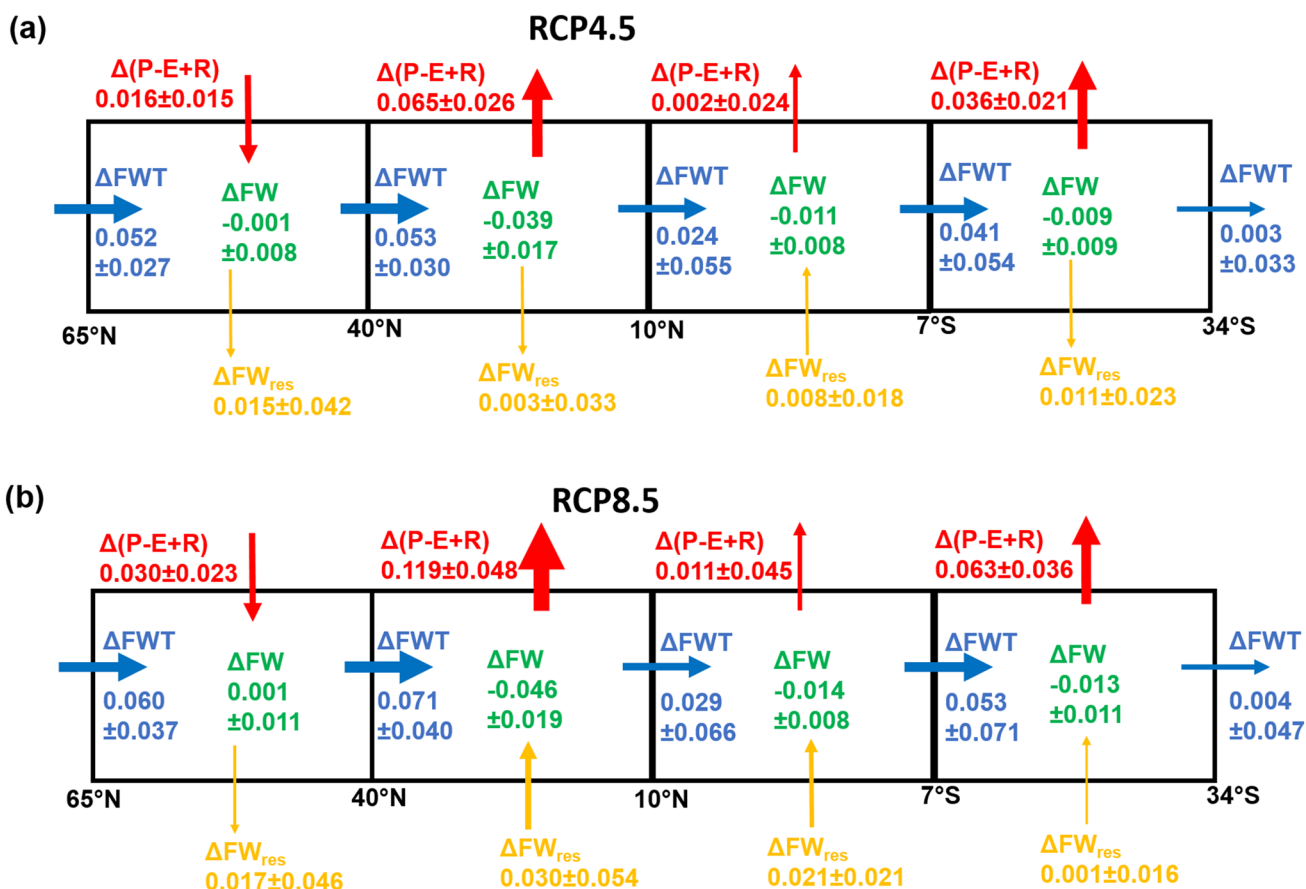 (a)
RCP4.5
Δ(P-E+R)
0.016±0.015
Δ(P-E+R)
0.065±0.026
Δ(P-E+R)
0.002±0.024
Δ(P-E+R)
0.036±0.021
ΔFWT
0.052
±0.027
ΔFW
-0.001
±0.008
ΔFWT
0.053
±0.030
ΔFW
-0.039
±0.017
ΔFWT
0.024
±0.055
ΔFW
-0.011
±0.008
ΔFWT
0.041
±0.054
ΔFW
-0.009
±0.009
ΔFWT
0.003
±0.033
65°N
40°N
10°N
7°S
34°S
ΔFWres
0.015±0.042
ΔFWres
0.003±0.033
ΔFWres
0.008±0.018
ΔFWres
0.011±0.023
(b)
RCP8.5
Δ(P-E+R)
0.030±0.023
Δ(P-E+R)
0.119±0.048
Δ(P-E+R)
0.011±0.045
Δ(P-E+R)
0.063±0.036
ΔFWT
0.060
±0.037
ΔFW
0.001
±0.011
ΔFWT
0.071
±0.040
ΔFW
-0.046
±0.019
ΔFWT
0.029
±0.066
ΔFW
-0.014
±0.008
ΔFWT
0.053
±0.071
ΔFW
-0.013
±0.011
ΔFWT
0.004
±0.047
65°N
40°N
10°N
7°S
34°S
ΔFWres
0.017±0.046
ΔFWres
0.030±0.054
ΔFWres
0.021±0.021
ΔFWres
0.001±0.016